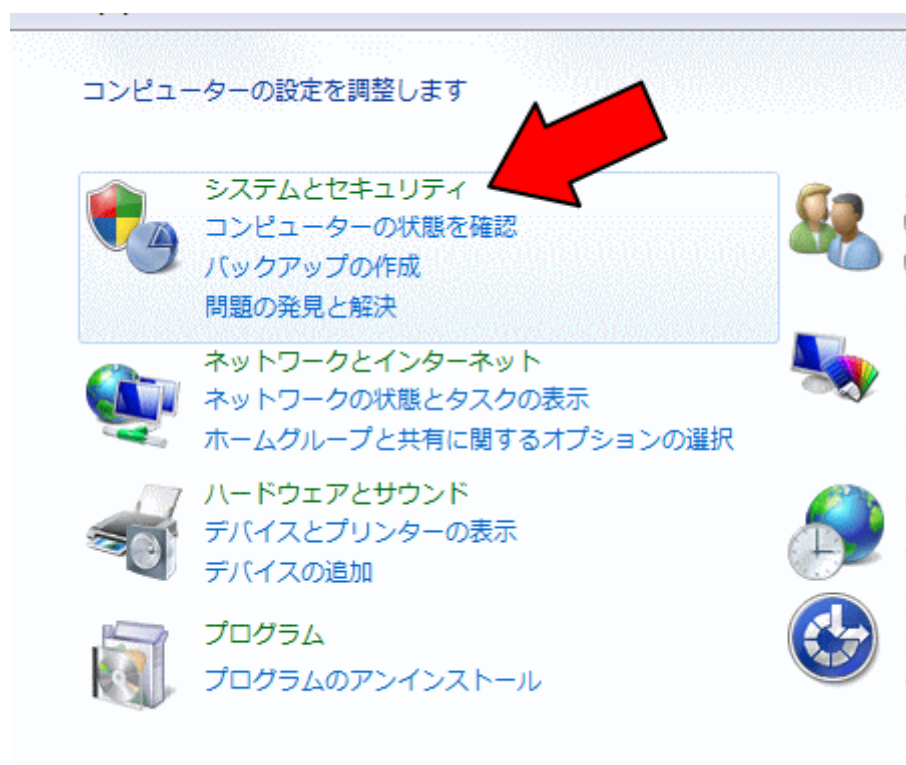 コンピューターの設定を調整します
システムとセキュリティ
コンピューターの状態を確認
バックアップの作成
問題の発見と解決
ネットワークとインターネット
ネットワークの状態とタスクの表示
ホームグループと共有に関するオプションの選択
ハードウェアとサウンド
デバイスとプリンターの表示
デバイスの追加
プログラム
プログラムのアンインストール